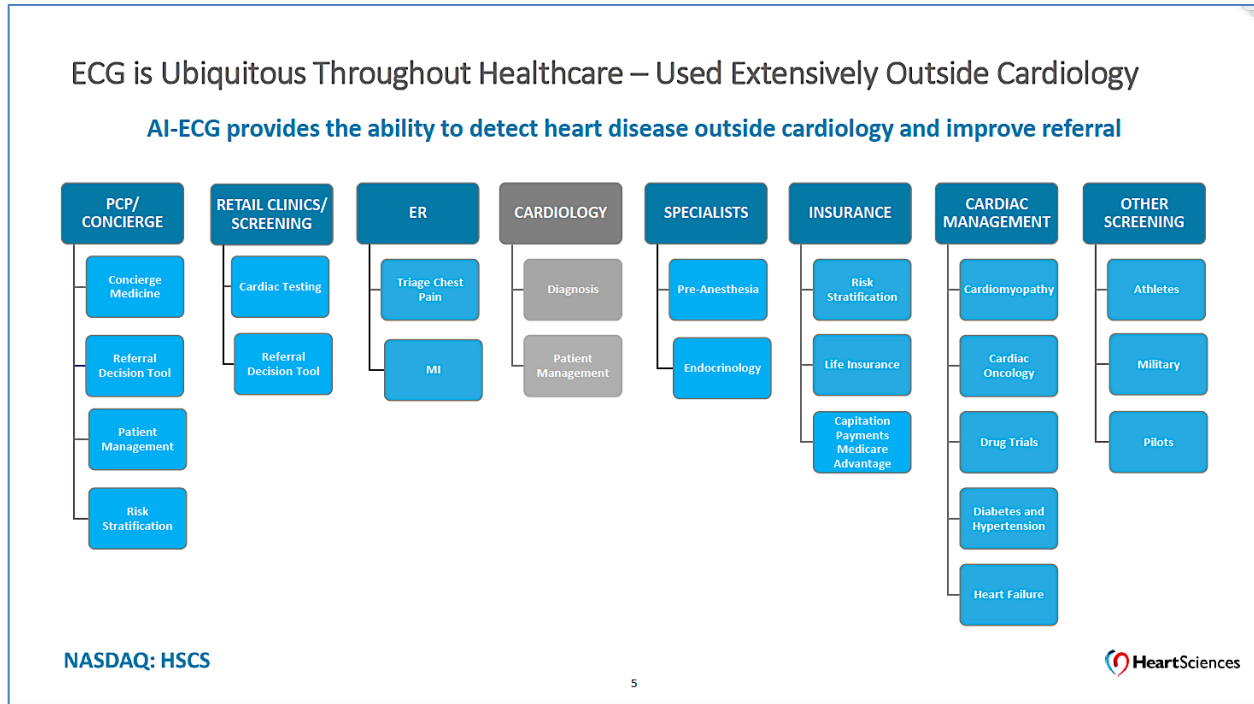 ECG is Ubiquitous Throughout Healthcare – Used Extensively Outside Cardiology
AI-ECG provides the ability to detect heart disease outside cardiology and improve referral
PCP/
CONCIERGE
Concierge
Medicine
Referral
Decision Tool
Patient
Management
Risk
Stratification
RETAIL CLINICS/
SCREENING
Cardiac Testing
Referral
Decision Tool
ER
Triage Chest
Pain
MI
CARDIOLOGY
Diagnosis
Patient
Management
SPECIALISTS
Pre-Anesthesia
Endocrinology
INSURANCE
Risk
Stratification
Life Insurance
Capitation
Payments
Medicare
Advantage
CARDIAC
MANAGEMENT
Cardiomyopathy
Cardiac
Oncology
Drug Trials
Diabetes and
Hypertension
Heart Failure
OTHER
SCREENING
Athletes
Military
Pilots
NASDAQ: HSCS
5
HeartSciences